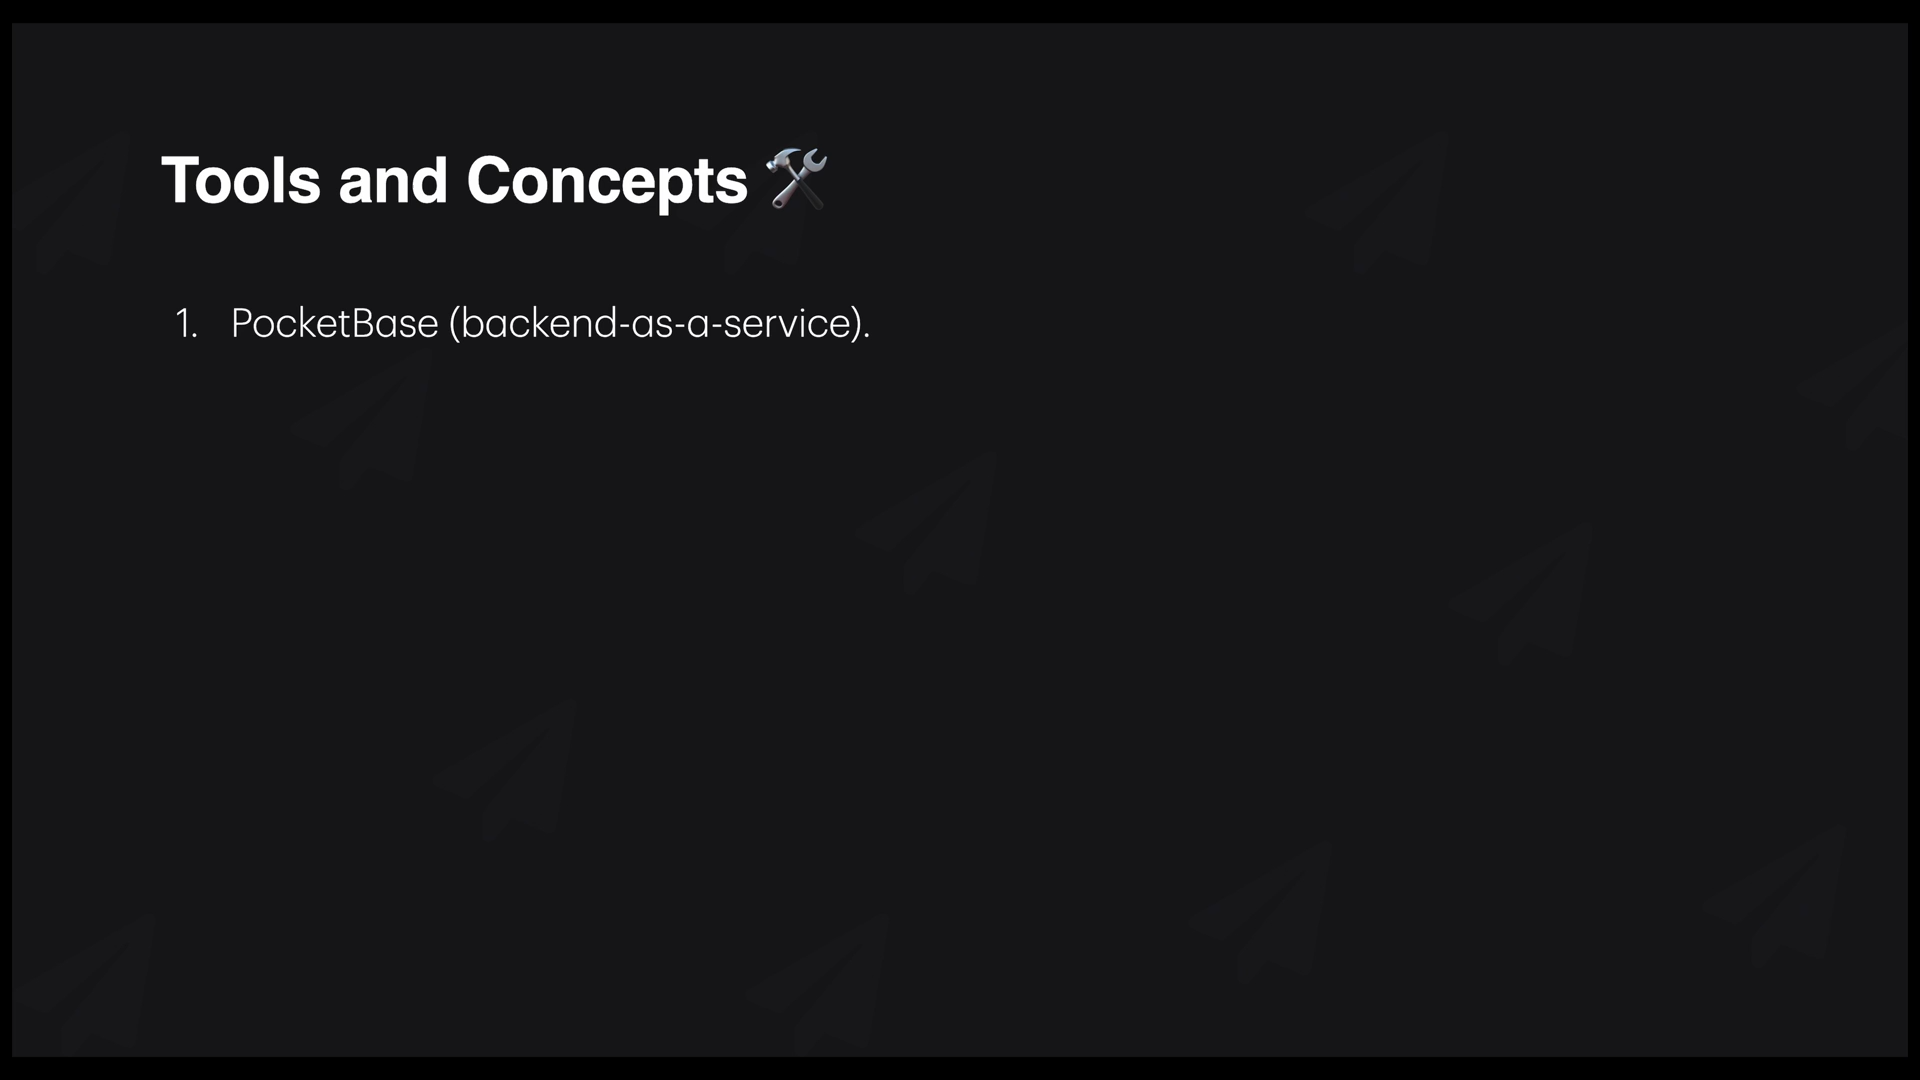 Tools and Concepts 🛠️
1. PocketBase (backend-as-a-service).